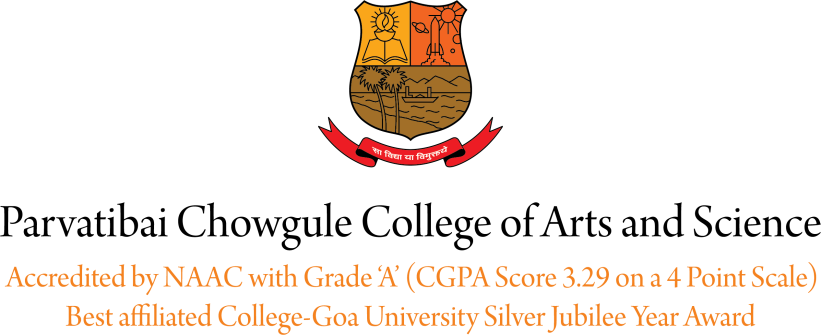 सा विद्या या विमुक्तये
Parvatibai Chowgule College of Arts and Science
Accredited by NAAC with Grade ‘A’ (CGPA Score 3.29 on a 4 Point Scale)
Best affiliated College-Goa University Silver Jubilee Year Award